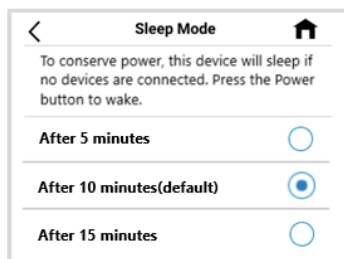 Sleep Mode
To conserve power, this device will sleep if
no devices are connected. Press the Power
button to wake.
After 5 minutes
After 10 minutes(default)
After 15 minutes